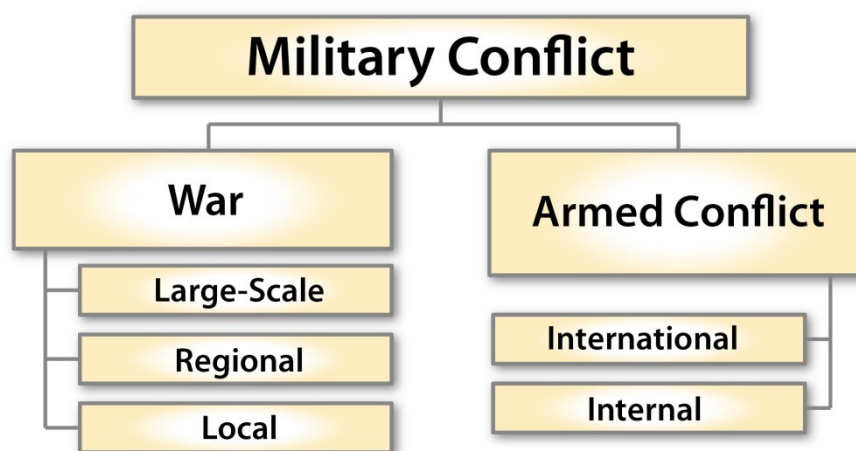 Military Conflict
War
Large-Scale
Regional
Local
Armed Conflict
International
Internal